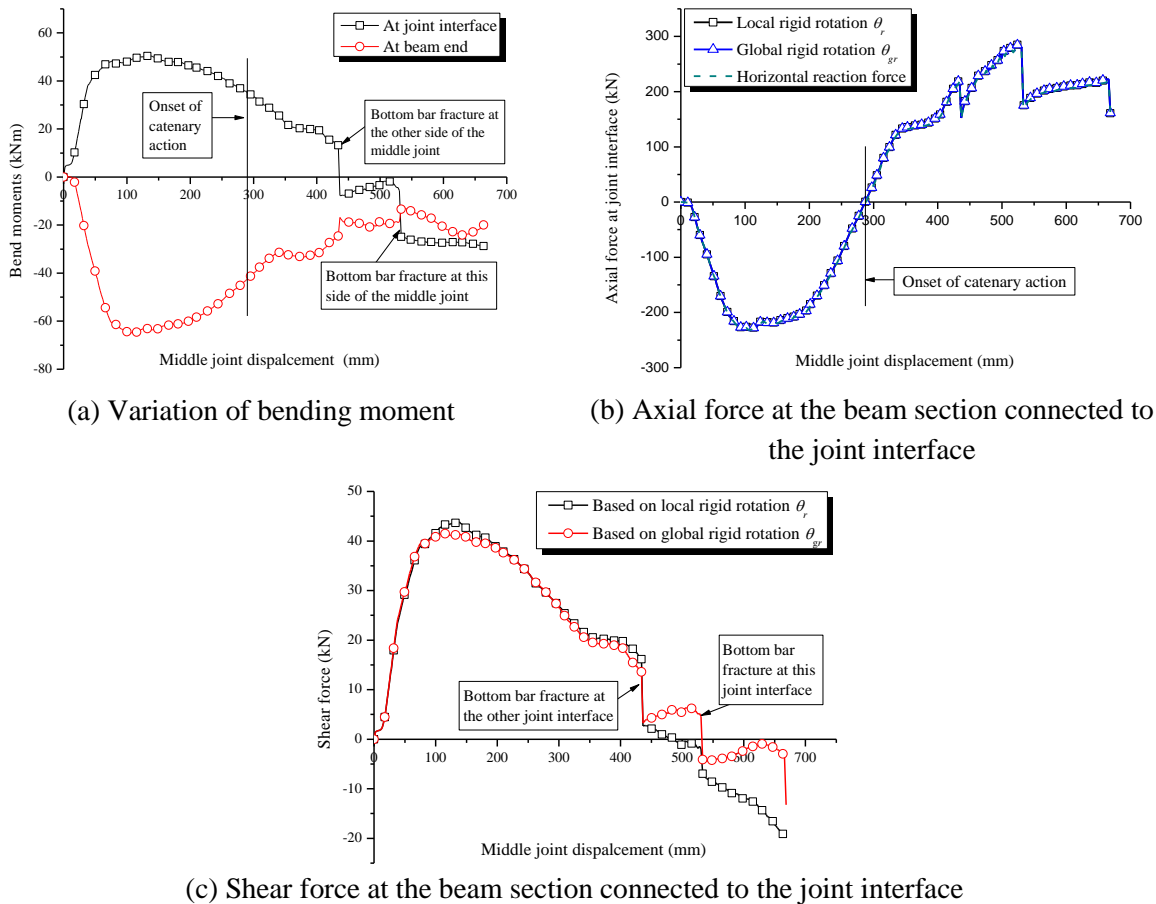 60
40
20
0
-20
-40
-60
-80
0 100 200 300 400 500 600 700
Bend moments (kNm)
Middle joint dispalcement (mm)
At joint interface
At beam end
Onset of
catenary
action
Bottom bar fracture at
the other side of the
middle joint
Bottom bar fracture at this
side of the middle joint
(a) Variation of bending moment
300
200
100
0
-100
-200
-300
0 100 200 300 400 500 600 700
Axial force at joint interface (kN)
Middle joint displacement (mm)
Local rigid rotation θr
Global rigid rotation θgr
Horizontal reaction force
Onset of catenary action
(b) Axial force at the beam section connected to
the joint interface
50
40
30
20
10
0
-10
-20
0 100 200 300 400 500 600 700
Shear force (kN)
Middle joint dispalcement (mm)
Based on local rigid rotation θr
Based on global rigid rotation θgr
Bottom bar fracture at
the other joint interface
Bottom bar
fracture at this
joint interface
(c) Shear force at the beam section connected to the joint interface